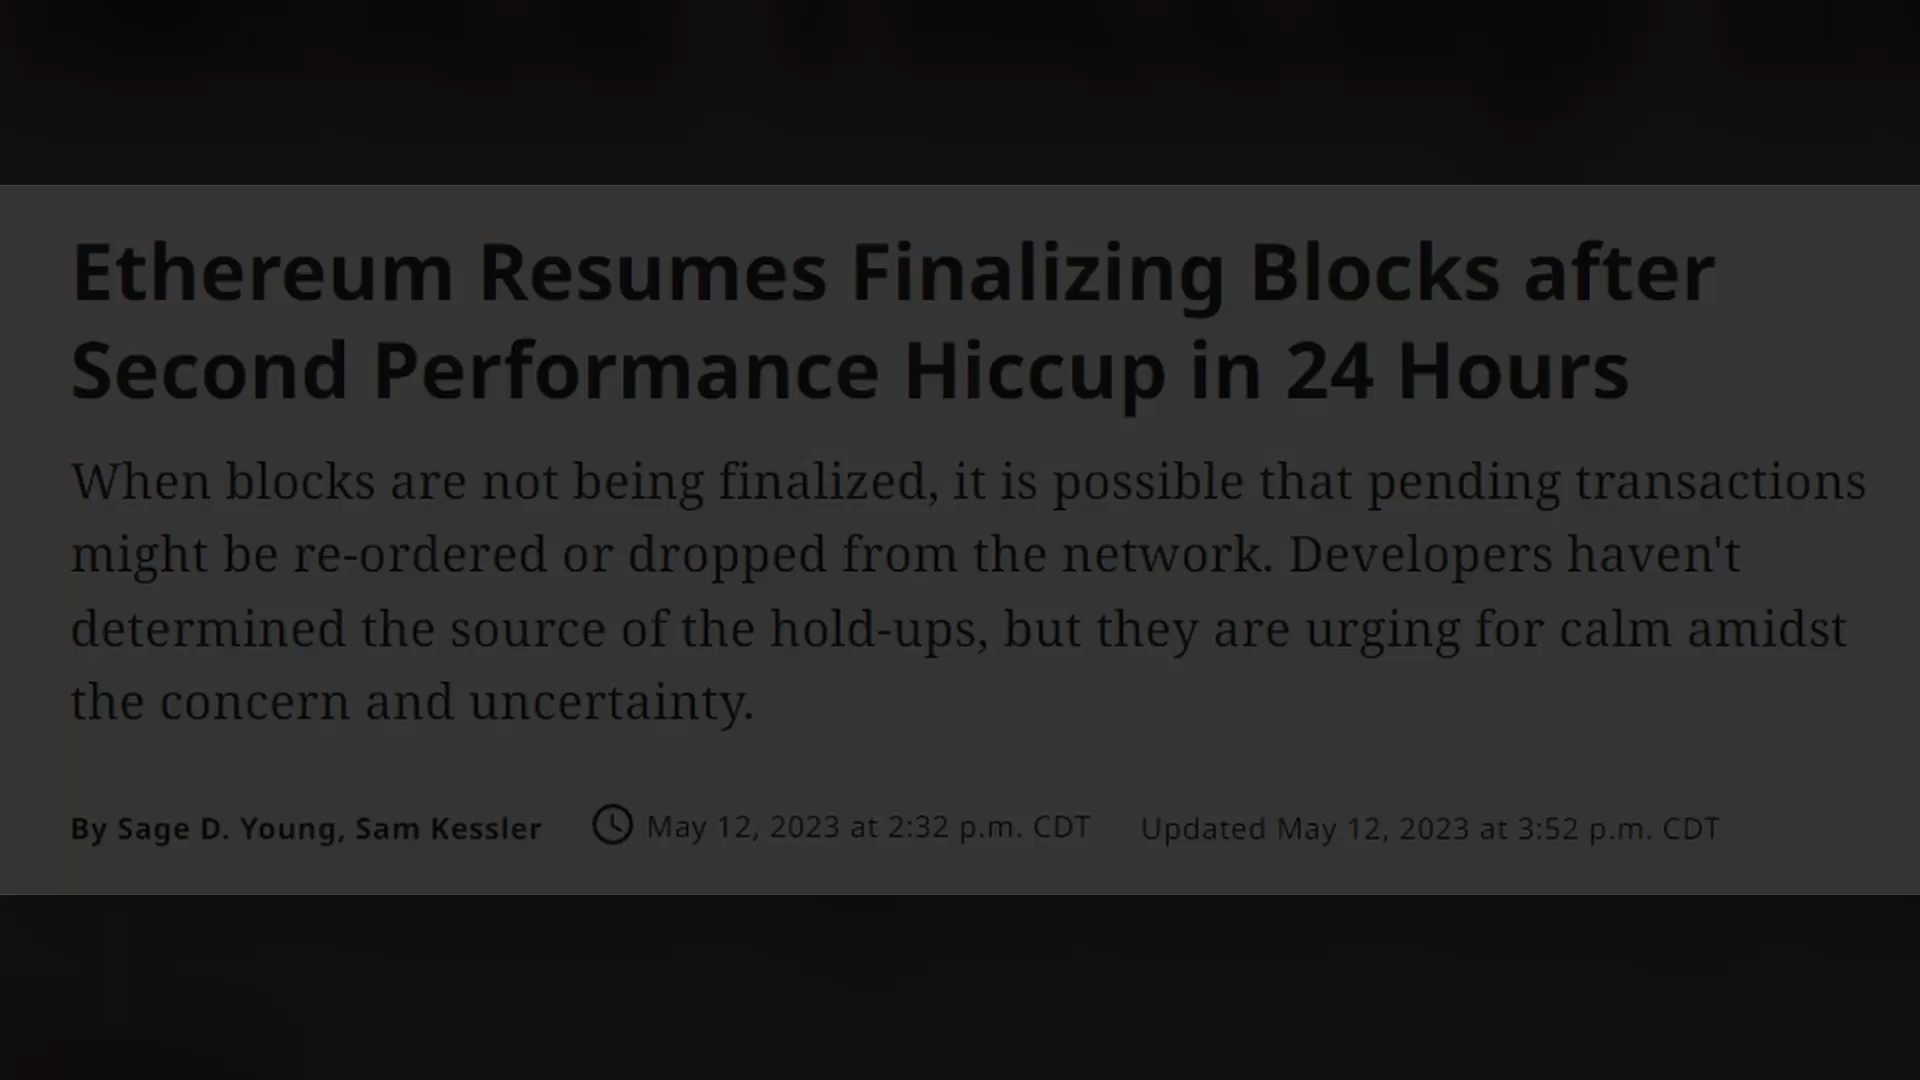 Ethereum Resumes Finalizing Blocks after
Second Performance Hiccup in 24 Hours
When blocks are not being finalized, it is possible that pending transactions
might be re-ordered or dropped from the network. Developers haven't
determined the source of the hold-ups, but they are urging for calm amidst
the concern and uncertainty.
By Sage D. Young, Sam Kessler May 12, 2023 at 2:32 p.m. CDT Updated May 12, 2023 at 3:52 p.m. CDT